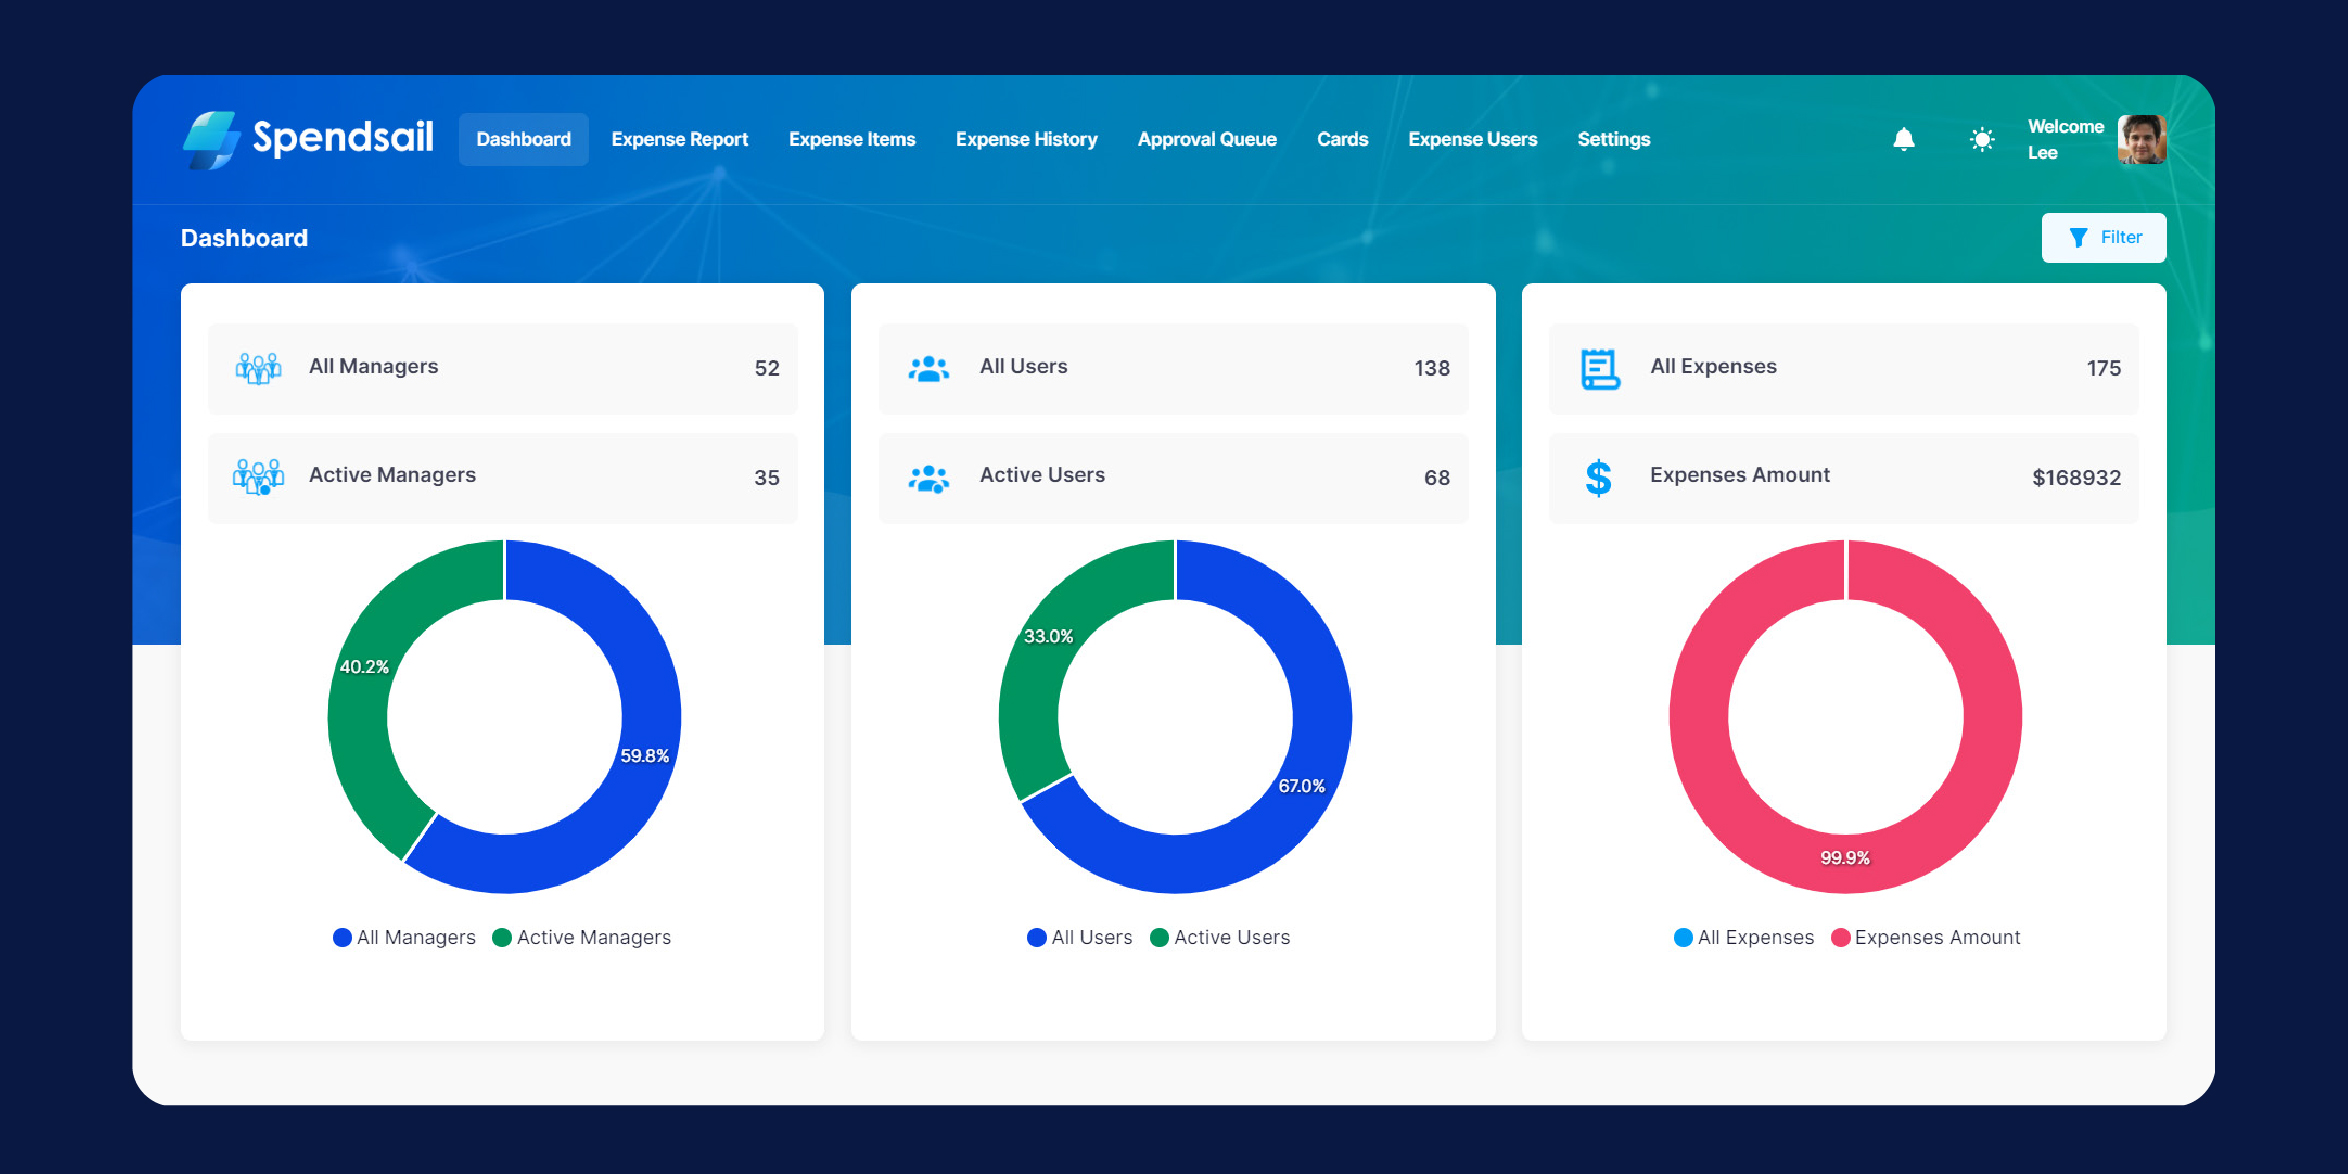 Spendsail
Dashboard
Expense Report
Expense Items
Expense History
Approval Queue
Cards
Expense Users
Settings
Welcome
Lee
Dashboard
Filter
All Managers
52
Active Managers
35
40.2%
59.8%
All Managers
Active Managers
All Users
138
Active Users
68
33.0%
67.0%
All Users
Active Users
All Expenses
175
Expenses Amount
$168932
99.9%
All Expenses
Expenses Amount